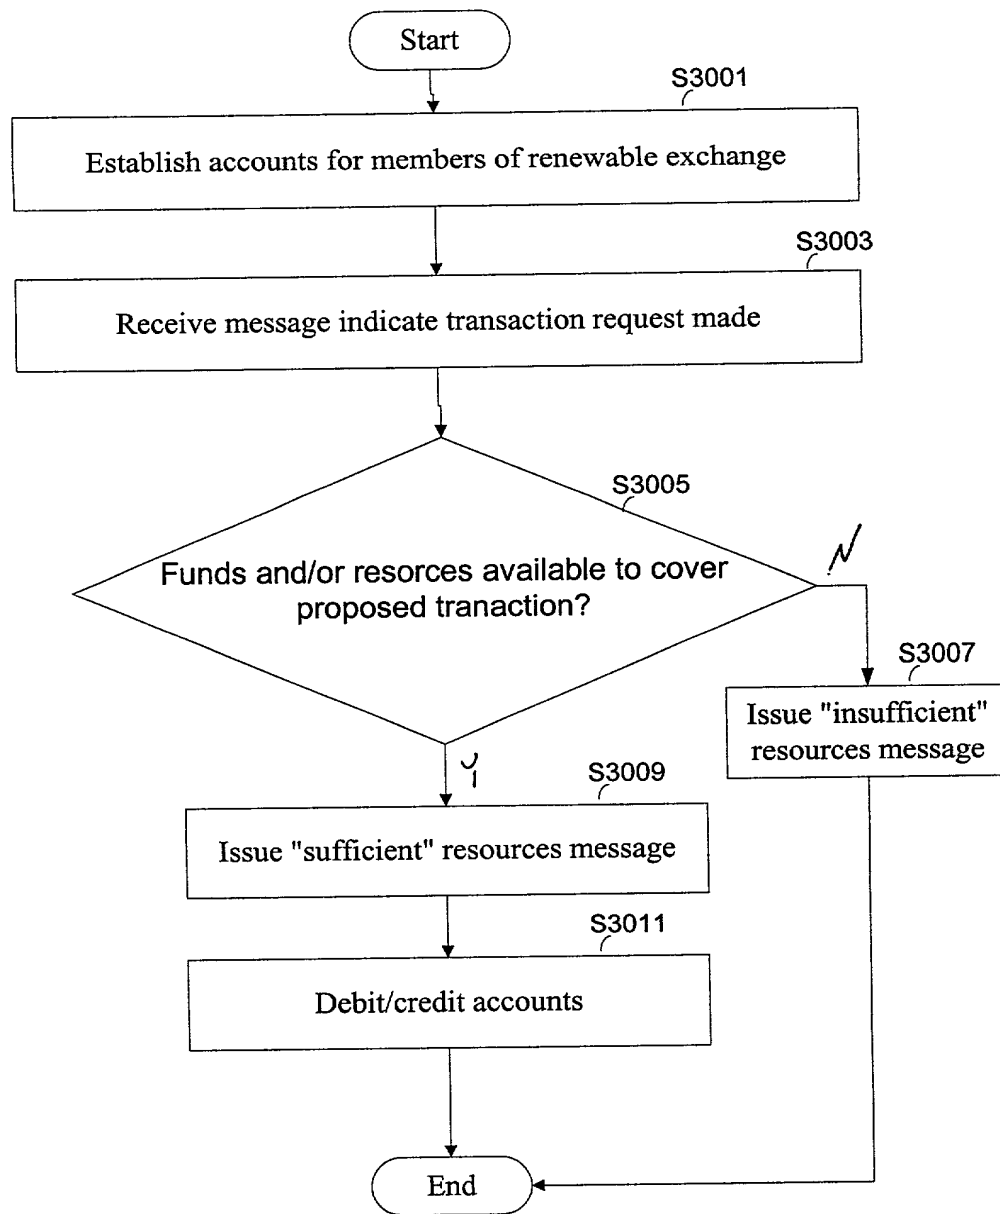 Start
S3001
Establish accounts for members of renewable exchange
S3003
Receive message indicate transaction request made
S3005
Funds and/or resorces available to cover
proposed tranaction?
N
S3007
Issue "insufficient"
resources message
Y
S3009
Issue "sufficient" resources message
S3011
Debit/credit accounts
End